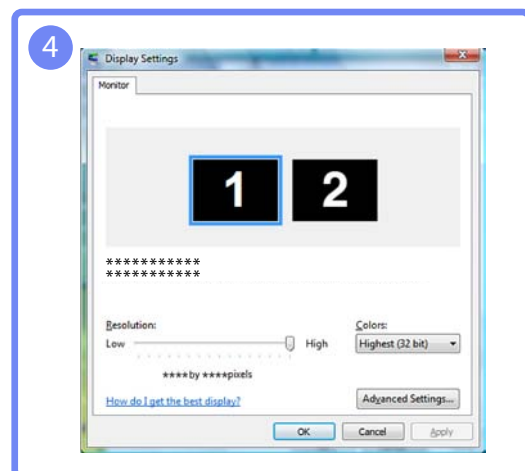 4
Display Settings
Monitor
1 2
***********
***********
Resolution:
Colors:
Low High
Highest (32 bit)
****by ****pixels
How do I get the best display?
Advanced Settings...
OK Cancel Apply